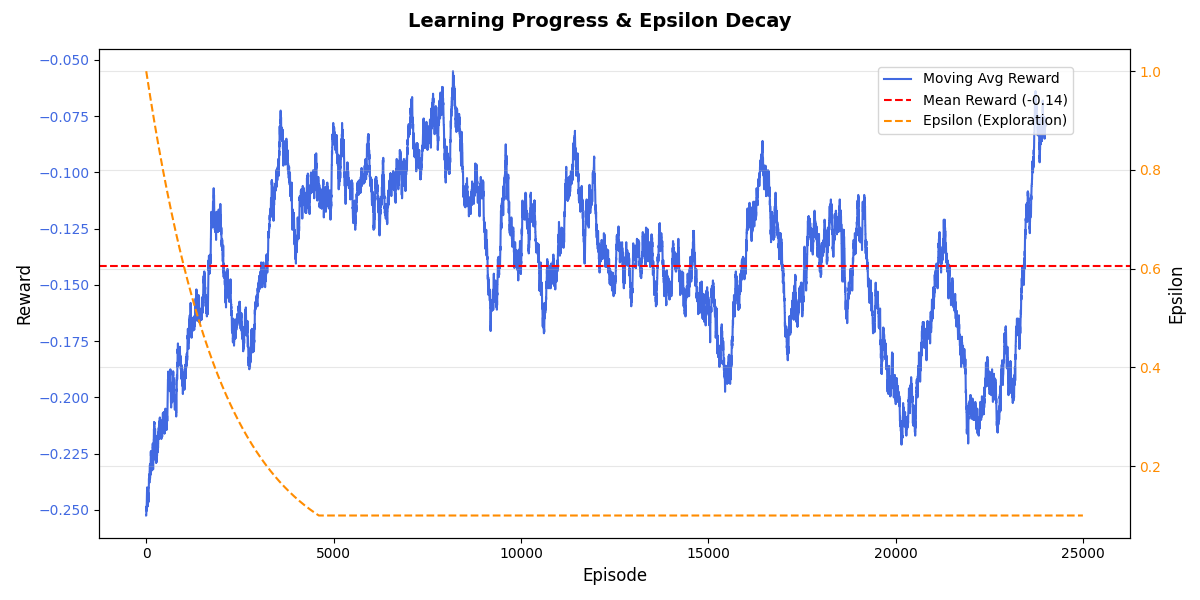 Learning Progress & Epsilon Decay
Moving Avg Reward
Mean Reward (-0.14)
Epsilon (Exploration)
Reward
−0.050
−0.075
−0.100
−0.125
−0.150
−0.175
−0.200
−0.225
−0.250
Epsilon
1.0
0.8
0.6
0.4
0.2
0
5000
10000
15000
20000
25000
Episode